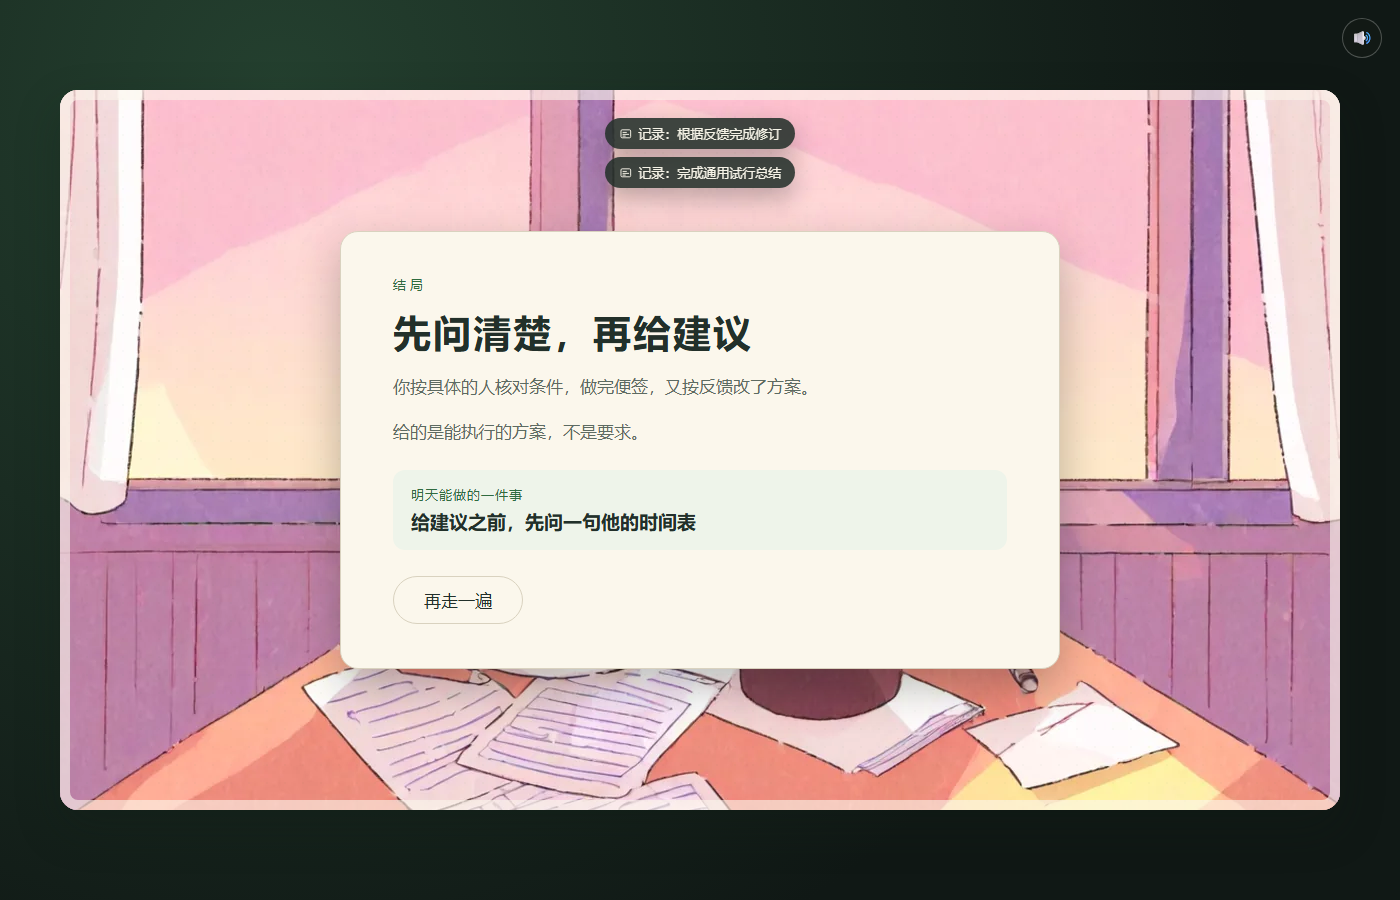 记录：根据反馈完成修订
记录：完成通用试行总结
结局
先问清楚，再给建议
你按具体的人核对条件，做完便签，又按反馈改了方案。
给的是能执行的方案，不是要求。
明天能做的一件事
给建议之前，先问一句他的时间表
再走一遍